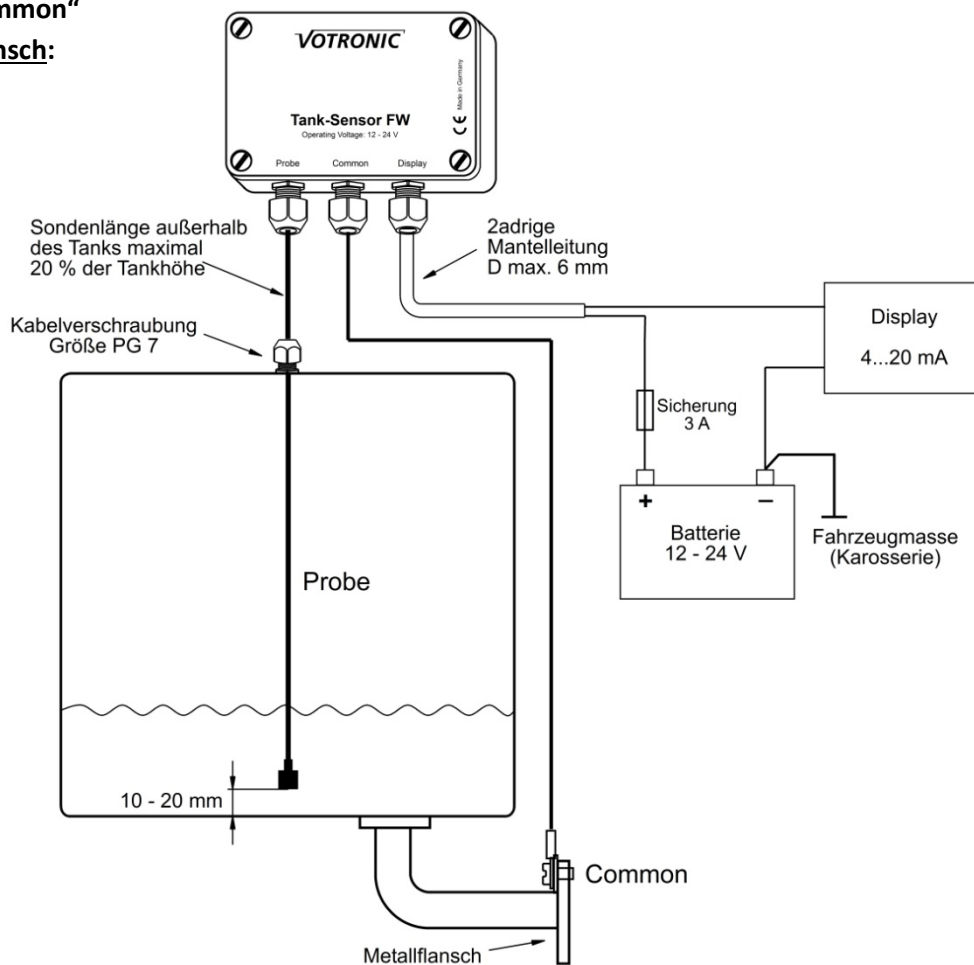 mmon“
nsch:
VOTRONIC
Tank-Sensor FW
Operating Voltage: 12 - 24 V
Made in Germany
CE
Probe Common Display
Sondenlänge außerhalb
des Tanks maximal
20 % der Tankhöhe
2adrige
Mantelleitung
D max. 6 mm
Kabelverschraubung
Größe PG 7
Display
4...20 mA
Sicherung
3 A
+ −
Batterie
12 - 24 V
Fahrzeugmasse
(Karosserie)
Probe
10 - 20 mm
Common
Metallflansch